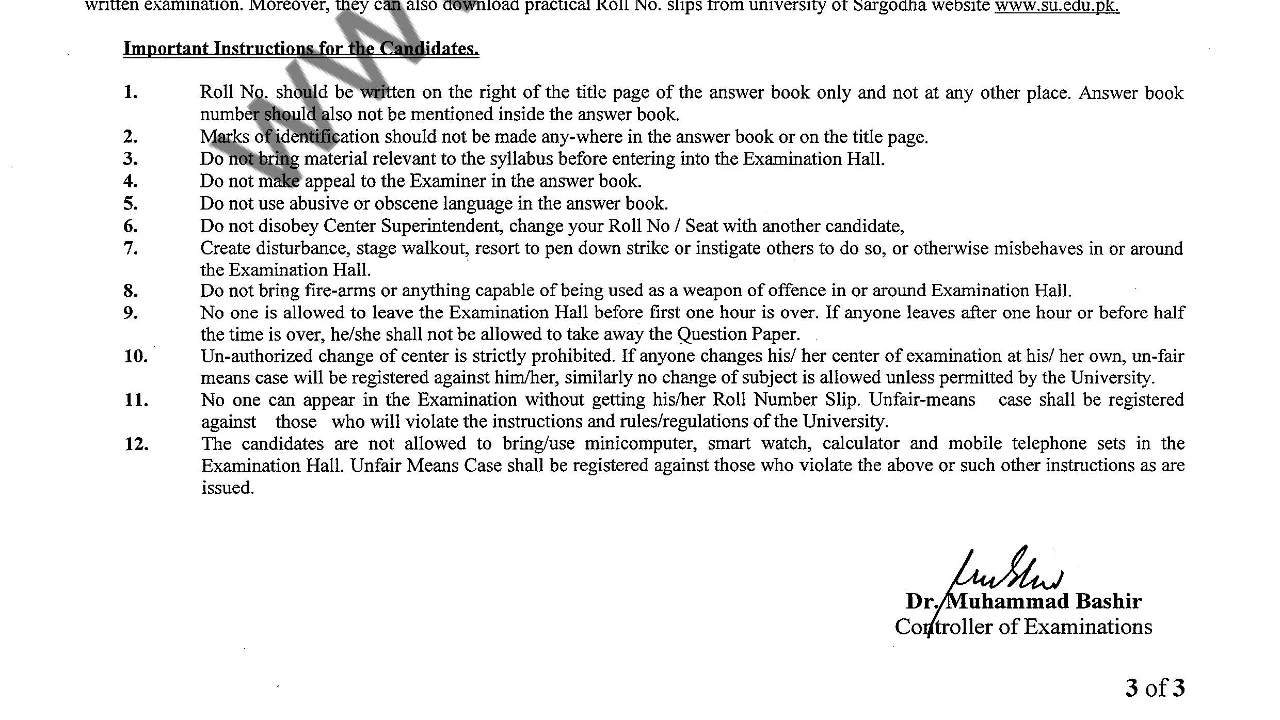 written examination. Moreover, they can also download practical Roll No. slips from university of Sargodha website www.su.edu.pk.
Important Instructions for the Candidates.
1. Roll No. should be written on the right of the title page of the answer book only and not at any other place. Answer book
number should also not be mentioned inside the answer book.
2. Marks of identification should not be made any-where in the answer book or on the title page.
3. Do not bring material relevant to the syllabus before entering into the Examination Hall.
4. Do not make appeal to the Examiner in the answer book.
5. Do not use abusive or obscene language in the answer book.
6. Do not disobey Center Superintendent, change your Roll No / Seat with another candidate,
7. Create disturbance, stage walkout, resort to pen down strike or instigate others to do so, or otherwise misbehaves in or around
the Examination Hall.
8. Do not bring fire-arms or anything capable of being used as a weapon of offence in or around Examination Hall.
9. No one is allowed to leave the Examination Hall before first one hour is over. If anyone leaves after one hour or before half
the time is over, he/she shall not be allowed to take away the Question Paper.
10. Un-authorized change of center is strictly prohibited. If anyone changes his/ her center of examination at his/ her own, un-fair
means case will be registered against him/her, similarly no change of subject is allowed unless permitted by the University.
11. No one can appear in the Examination without getting his/her Roll Number Slip. Unfair-means case shall be registered
against those who will violate the instructions and rules/regulations of the University.
12. The candidates are not allowed to bring/use minicomputer, smart watch, calculator and mobile telephone sets in the
Examination Hall. Unfair Means Case shall be registered against those who violate the above or such other instructions as are
issued.
Dr. Muhammad Bashir
Controller of Examinations
3 of 3